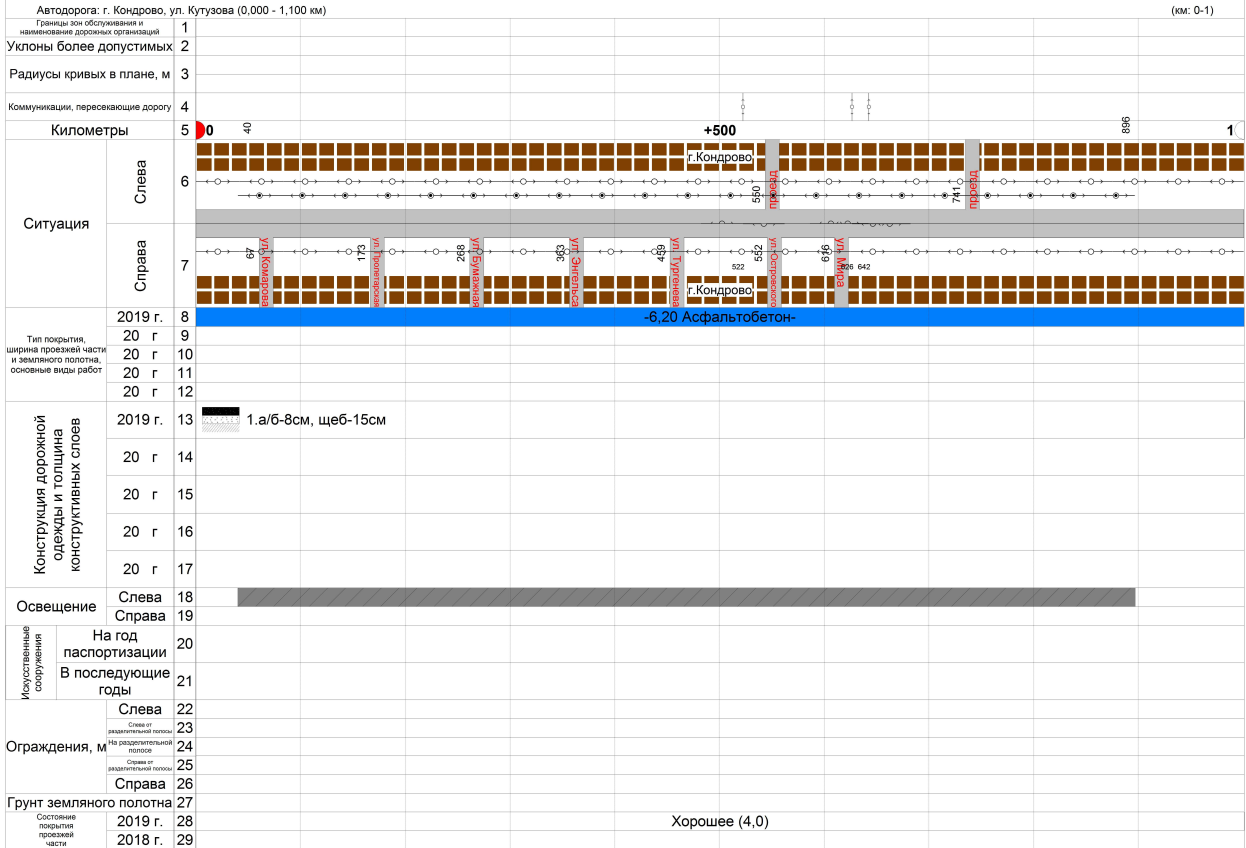 Автодорога: г. Кондрово, ул. Кутузова (0,000 - 1,100 км)
(км: 0-1)
Границы зон обслуживания и
наименование дорожных организаций
1
Уклоны более допустимых
2
Радиусы кривых в плане, м
3
Коммуникации, пересекающие дорогу
4
Километры
5
0
40
+500
896
1
Ситуация
Слева
6
г.Кондрово
550
проезд
741
проезд
Справа
7
67
ул. Комарова
173
ул. Пролетарская
268
ул. Бумажная
363
ул. Энгельса
459
ул. Тургенева
522
552
ул. Островского
616
ул. Мира
626
642
г.Кондрово
Тип покрытия,
ширина проезжей части
и земляного полотна,
основные виды работ
2019 г.
8
-6,20 Асфальтобетон-
20 г
9
20 г
10
20 г
11
20 г
12
Конструкция дорожной
одежды и толщина
конструктивных слоев
2019 г.
13
1.а/б-8см, щеб-15см
20 г
14
20 г
15
20 г
16
20 г
17
Освещение
Слева
18
Справа
19
Искусственные
сооружения
На год
паспортизации
20
В последующие
годы
21
Ограждения, м
Слева
22
Слева от
разделительной полосы
23
На разделительной
полосе
24
Справа от
разделительной полосы
25
Справа
26
Грунт земляного полотна
27
Состояние
покрытия
проезжей
части
2019 г.
28
Хорошее (4,0)
2018 г.
29